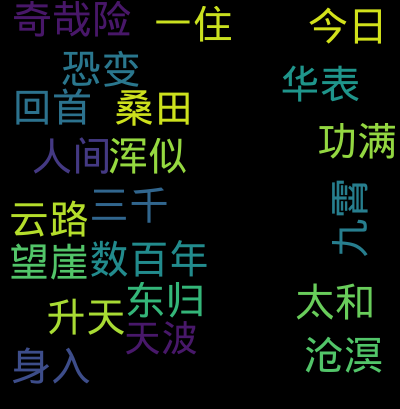 奇哉险
一住
今日
恐变
华表
回首
桑田
功满
人间
浑似
三千
九霄
云路
望崖
数百年
东归
太和
升天
天波
沧溟
身入